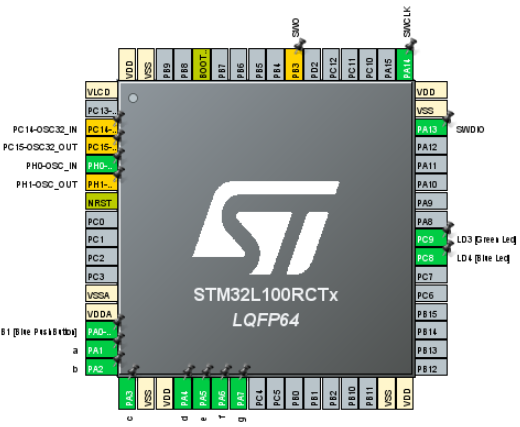 SWO
SWCLK
VDD
VSS
PB9
PB8
BOOT..
PB7
PB6
PB5
PB4
PB3
PD2
PC12
PC11
PC10
PA15
PA14
VLCD
PC13-..
PC14-OSC32_IN PC14-..
PC15-OSC32_OUT PC15-..
PH0-OSC_IN PH0-..
PH1-OSC_OUT PH1-..
NRST
PC0
PC1
PC2
PC3
VSSA
VDDA
B1 [Blue PushButton] PA0-..
a PA1
b PA2
VDD
VSS
PA13 SWDIO
PA12
PA11
PA10
PA9
PA8
PC9 LD3 [Green Led]
PC8 LD4 [Blue Led]
PC7
PC6
PB15
PB14
PB13
PB12
ST
STM32L100RCTx
LQFP64
PA3
VSS
VDD
PA4
PA5
PA6
PA7
PC4
PC5
PB0
PB1
PB2
PB10
PB11
VSS
VDD
c
d
e
f
g